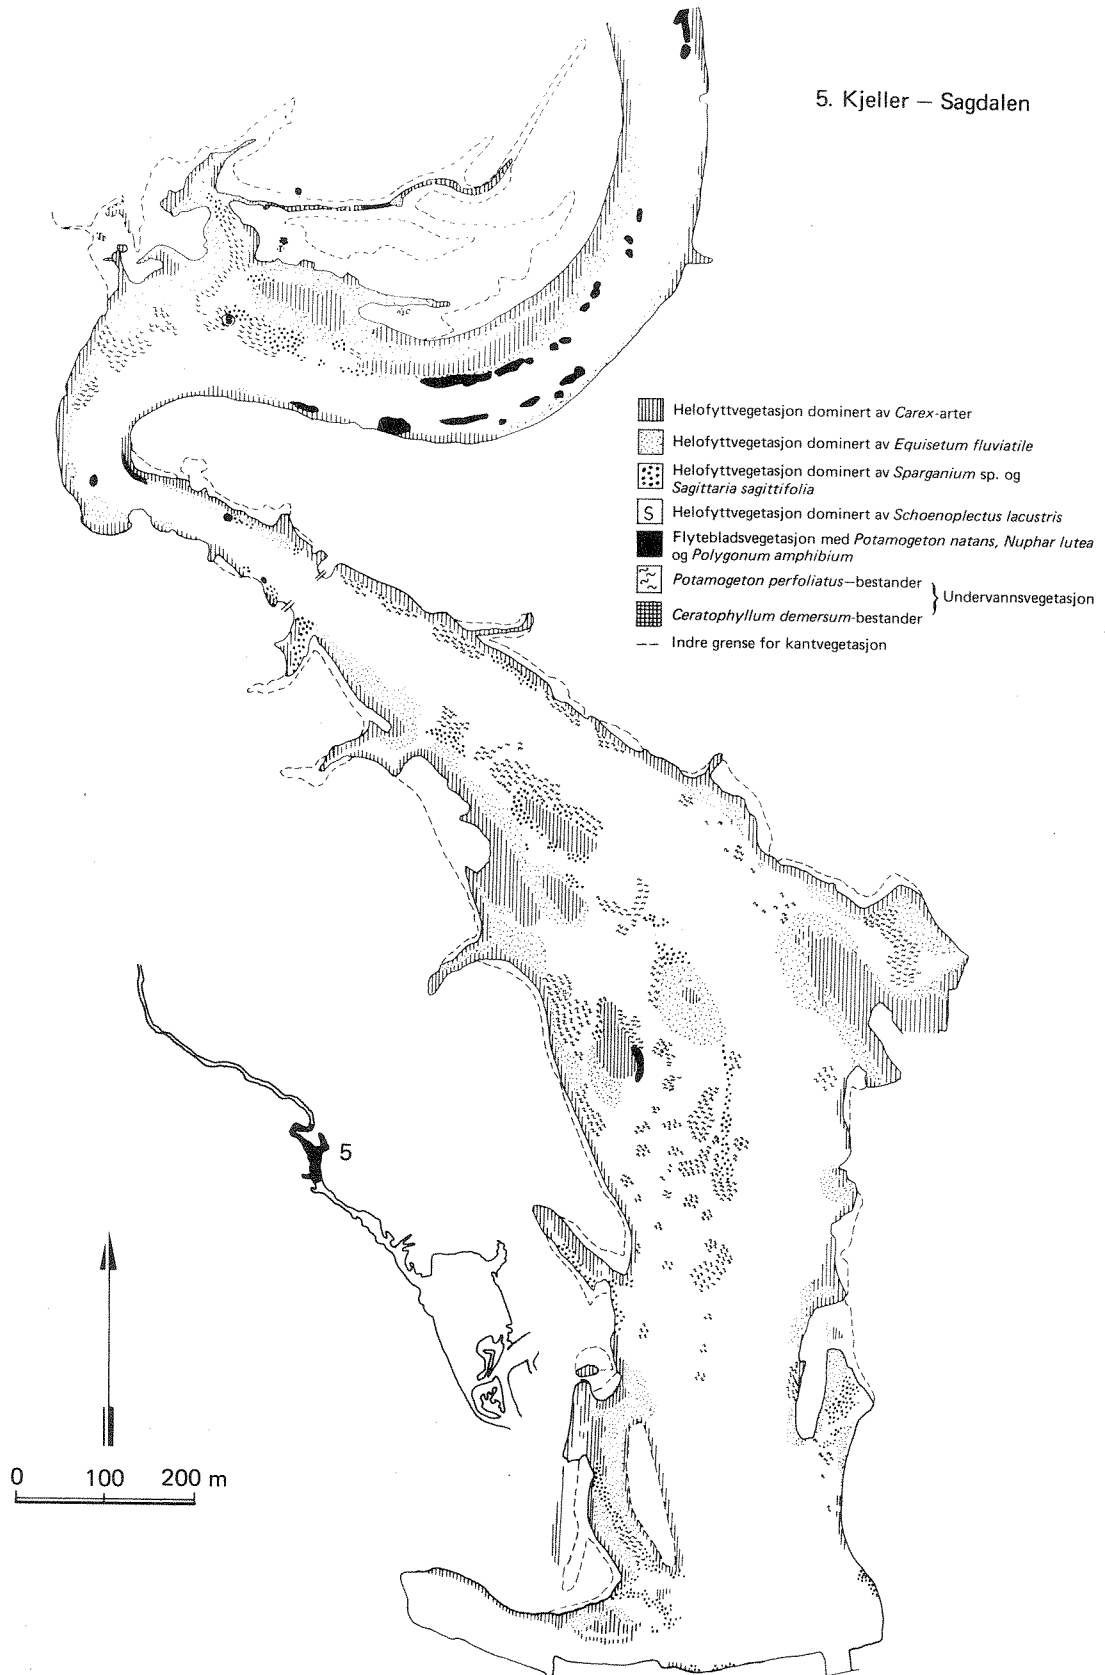 5. Kjeller – Sagdalen
Helofyttvegetasjon dominert av Carex-arter
Helofyttvegetasjon dominert av Equisetum fluviatile
Helofyttvegetasjon dominert av Sparganium sp. og
Sagittaria sagittifolia
S Helofyttvegetasjon dominert av Schoenoplectus lacustris
Flytebladsvegetasjon med Potamogeton natans, Nuphar lutea
og Polygonum amphibium
Potamogeton perfoliatus–bestander
Ceratophyllum demersum-bestander
} Undervannsvegetasjon
Indre grense for kantvegetasjon
S
5
0 100 200 m